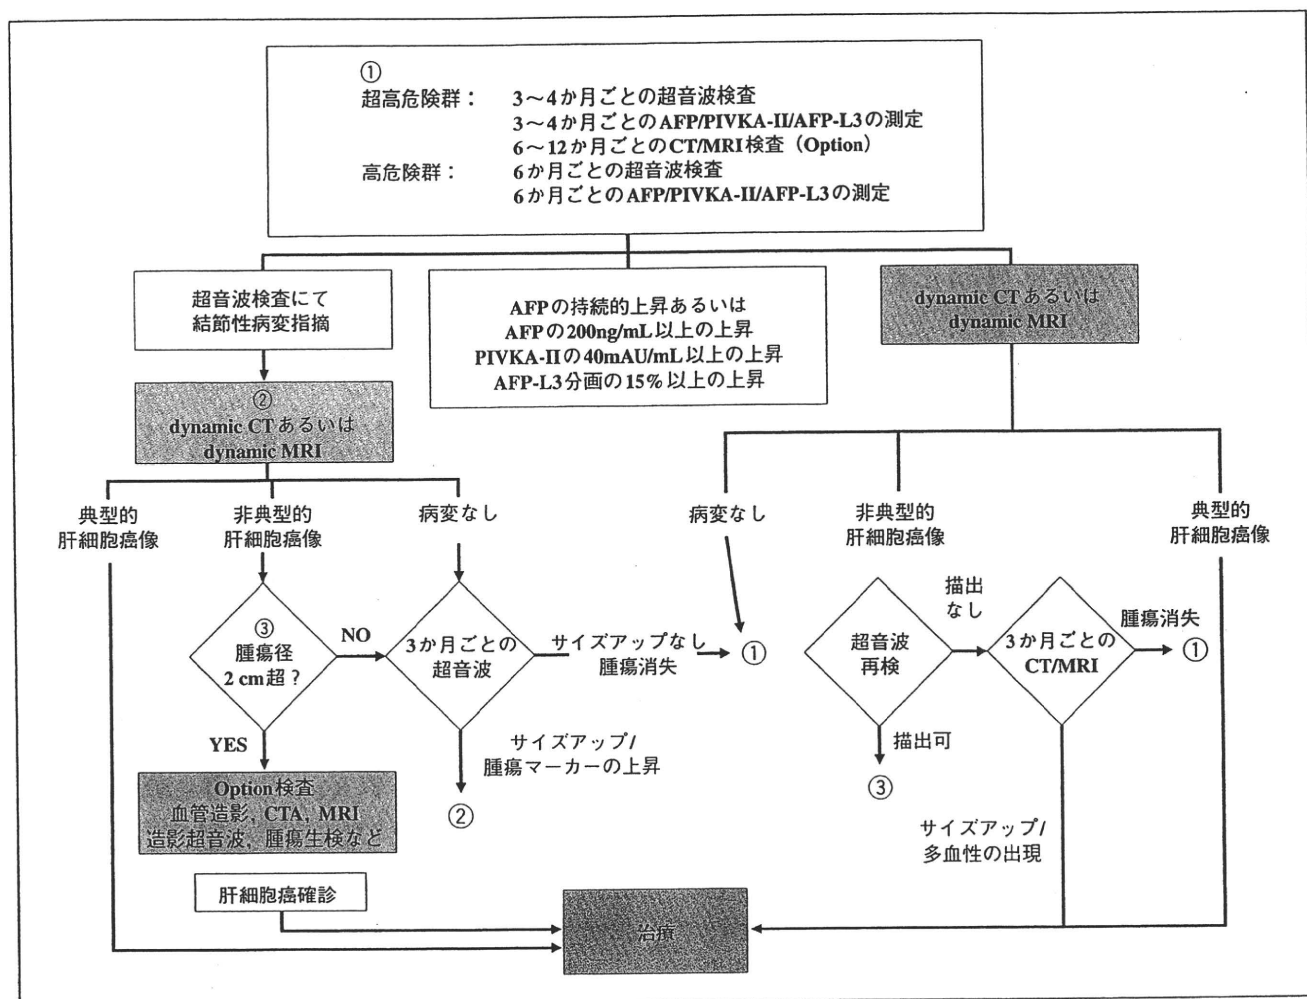 ①
超高危険群： 3～4か月ごとの超音波検査
3～4か月ごとのAFP/PIVKA-II/AFP-L3の測定
6～12か月ごとのCT/MRI検査（Option）
高危険群： 6か月ごとの超音波検査
6か月ごとのAFP/PIVKA-II/AFP-L3の測定
超音波検査にて
結節性病変指摘
AFPの持続的上昇あるいは
AFPの200ng/mL以上の上昇
PIVKA-IIの40mAU/mL以上の上昇
AFP-L3分画の15%以上の上昇
dynamic CTあるいは
dynamic MRI
②
dynamic CTあるいは
dynamic MRI
典型的
肝細胞癌像
非典型的
肝細胞癌像
病変なし
病変なし
非典型的
肝細胞癌像
典型的
肝細胞癌像
③
腫瘍径
2 cm超？
NO
YES
3か月ごとの
超音波
サイズアップなし
腫瘍消失
①
サイズアップ/
腫瘍マーカーの上昇
②
超音波
再検
描出
なし
描出可
③
3か月ごとの
CT/MRI
腫瘍消失
①
サイズアップ/
多血性の出現
Option検査
血管造影, CTA, MRI
造影超音波, 腫瘍生検など
肝細胞癌確診
治療